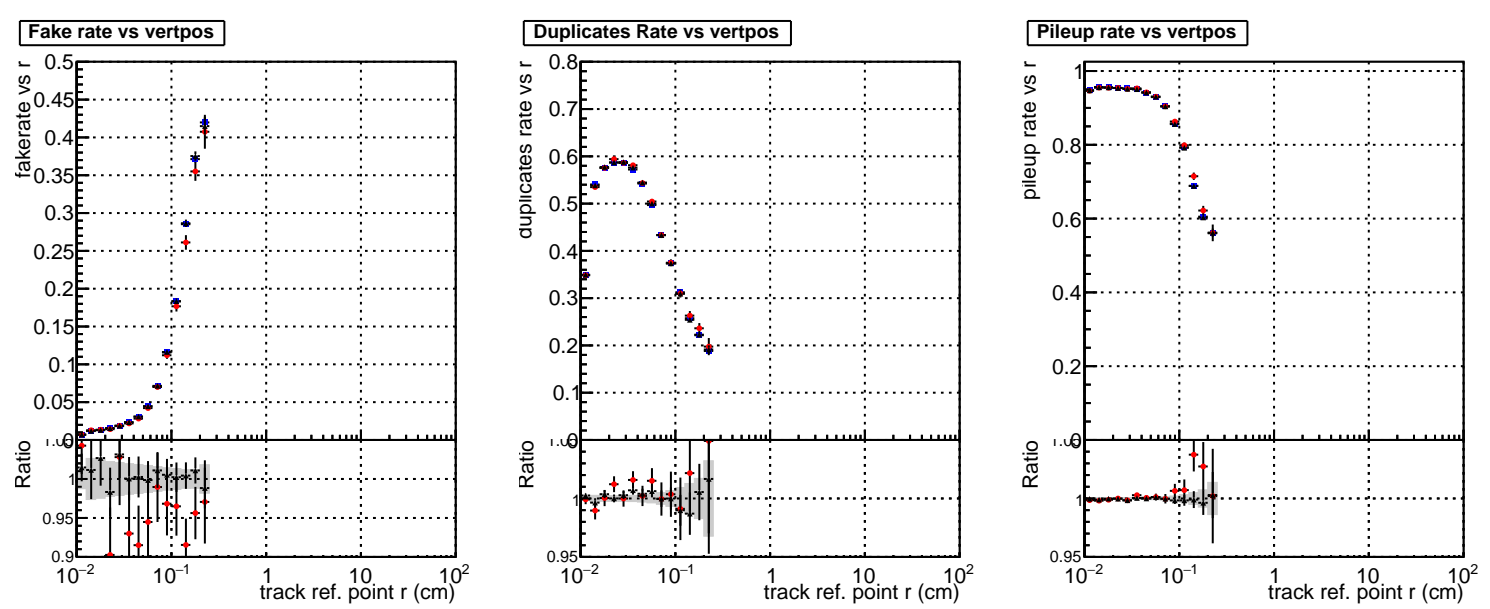 Fake rate vs vertpos
fakerate vs r
0.5
0.45
0.4
0.35
0.3
0.25
0.2
0.15
0.1
0.05
Ratio
1
0.95
0.9
10⁻² 10⁻¹ 1 10 10²
track ref. point r (cm)
Duplicates Rate vs vertpos
duplicates rate vs r
0.8
0.7
0.6
0.5
0.4
0.3
0.2
0.1
0
Ratio
1
0.95
10⁻² 10⁻¹ 1 10 10²
track ref. point r (cm)
Pileup rate vs vertpos
pileup rate vs r
1
0.8
0.6
0.4
0.2
0
Ratio
1
0.95
10⁻² 10⁻¹ 1 10 10²
track ref. point r (cm)